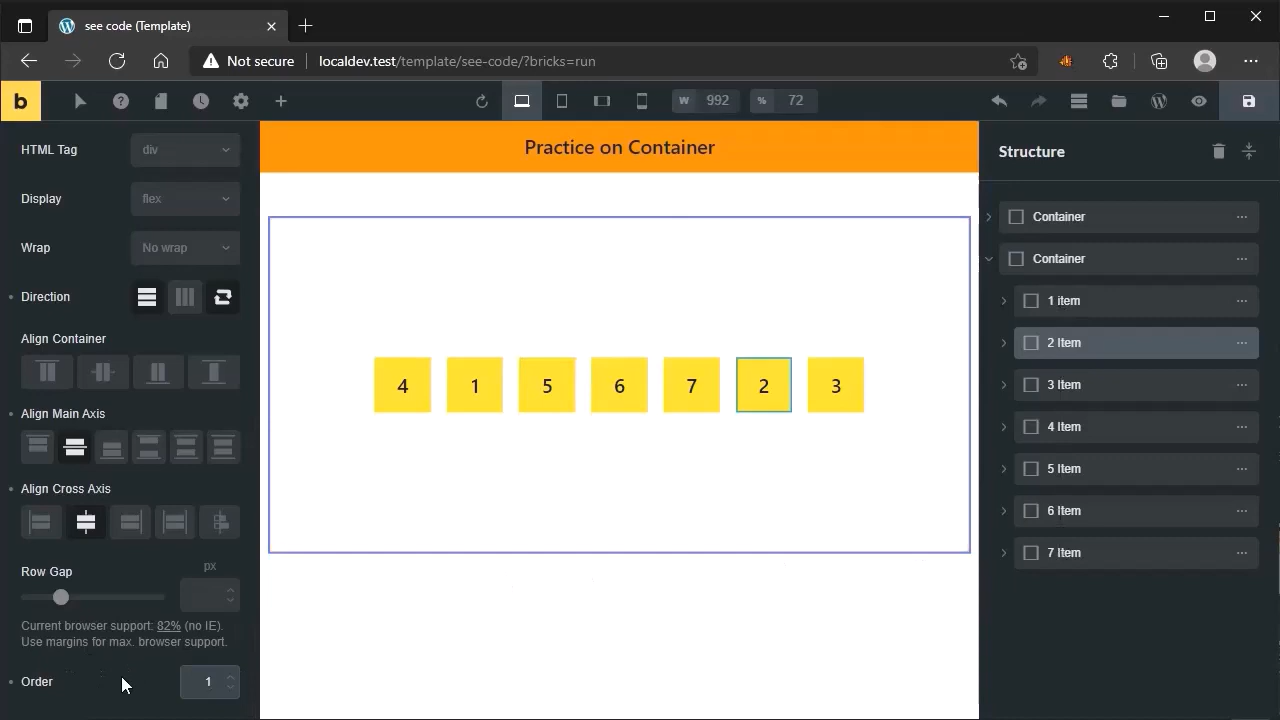 see code (Template)
Not secure
localdev.test/template/see-code/?bricks=run
b
W 992
% 72
HTML Tag
div
Display
flex
Wrap
No wrap
Direction
Align Container
Align Main Axis
Align Cross Axis
Row Gap
px
Current browser support: 82% (no IE).
Use margins for max. browser support.
Order
1
Practice on Container
4 1 5 6 7 2 3
Structure
Container
Container
1 item
2 Item
3 Item
4 Item
5 Item
6 Item
7 Item